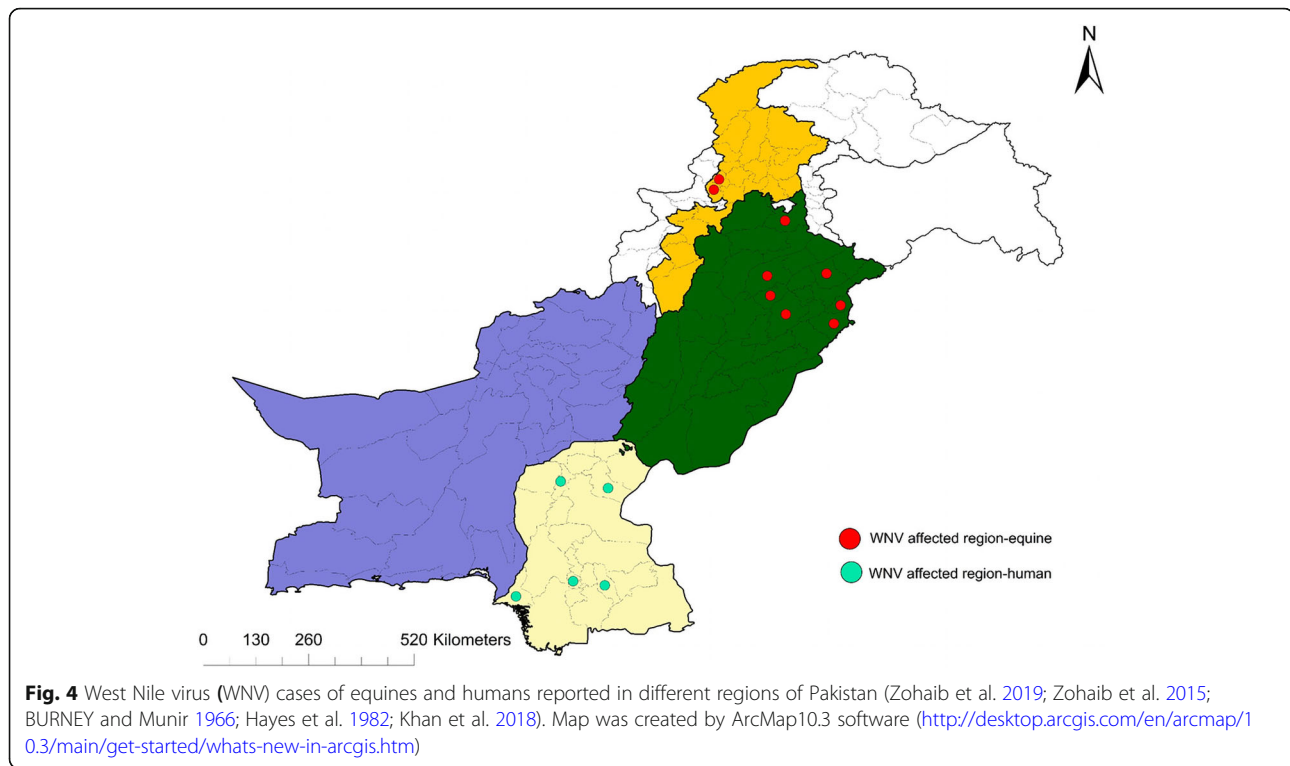 N
WNV affected region-equine
WNV affected region-human
0 130 260 520 Kilometers
Fig. 4 West Nile virus (WNV) cases of equines and humans reported in different regions of Pakistan (Zohaib et al. 2019; Zohaib et al. 2015;
BURNEY and Munir 1966; Hayes et al. 1982; Khan et al. 2018). Map was created by ArcMap10.3 software (http://desktop.arcgis.com/en/arcmap/1
0.3/main/get-started/whats-new-in-arcgis.htm)